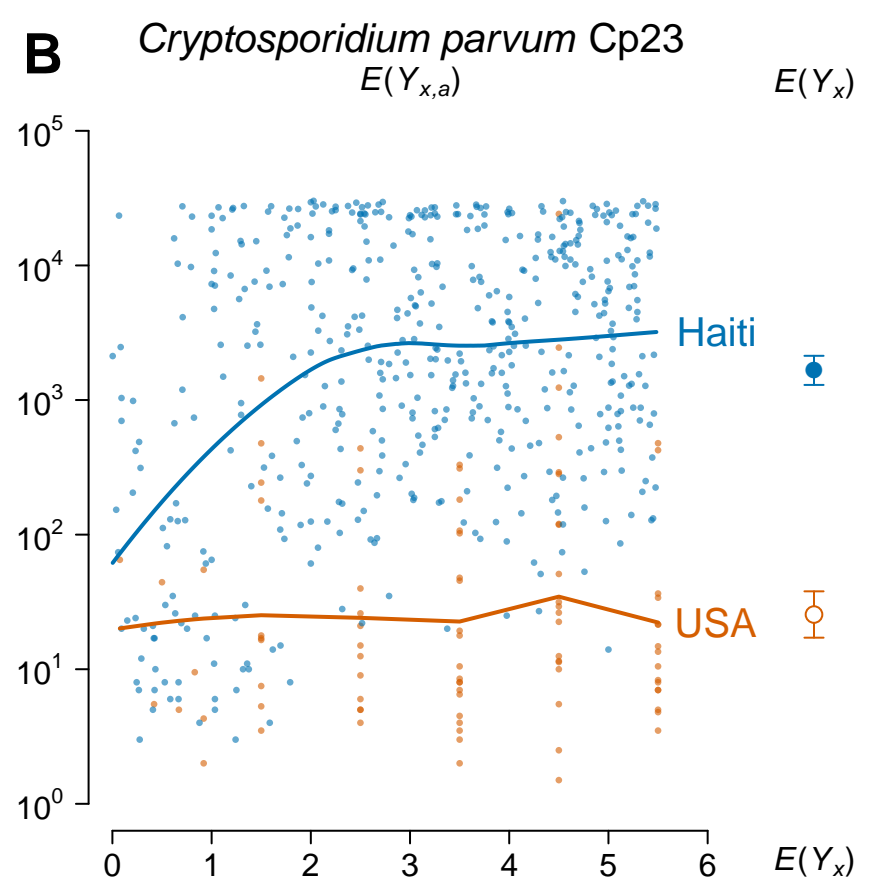 B
Cryptosporidium parvum Cp23
E(Yx,a)
E(Yx)
10^5
10^4
10^3
10^2
10^1
10^0
Haiti
USA
0 1 2 3 4 5 6
E(Yx)